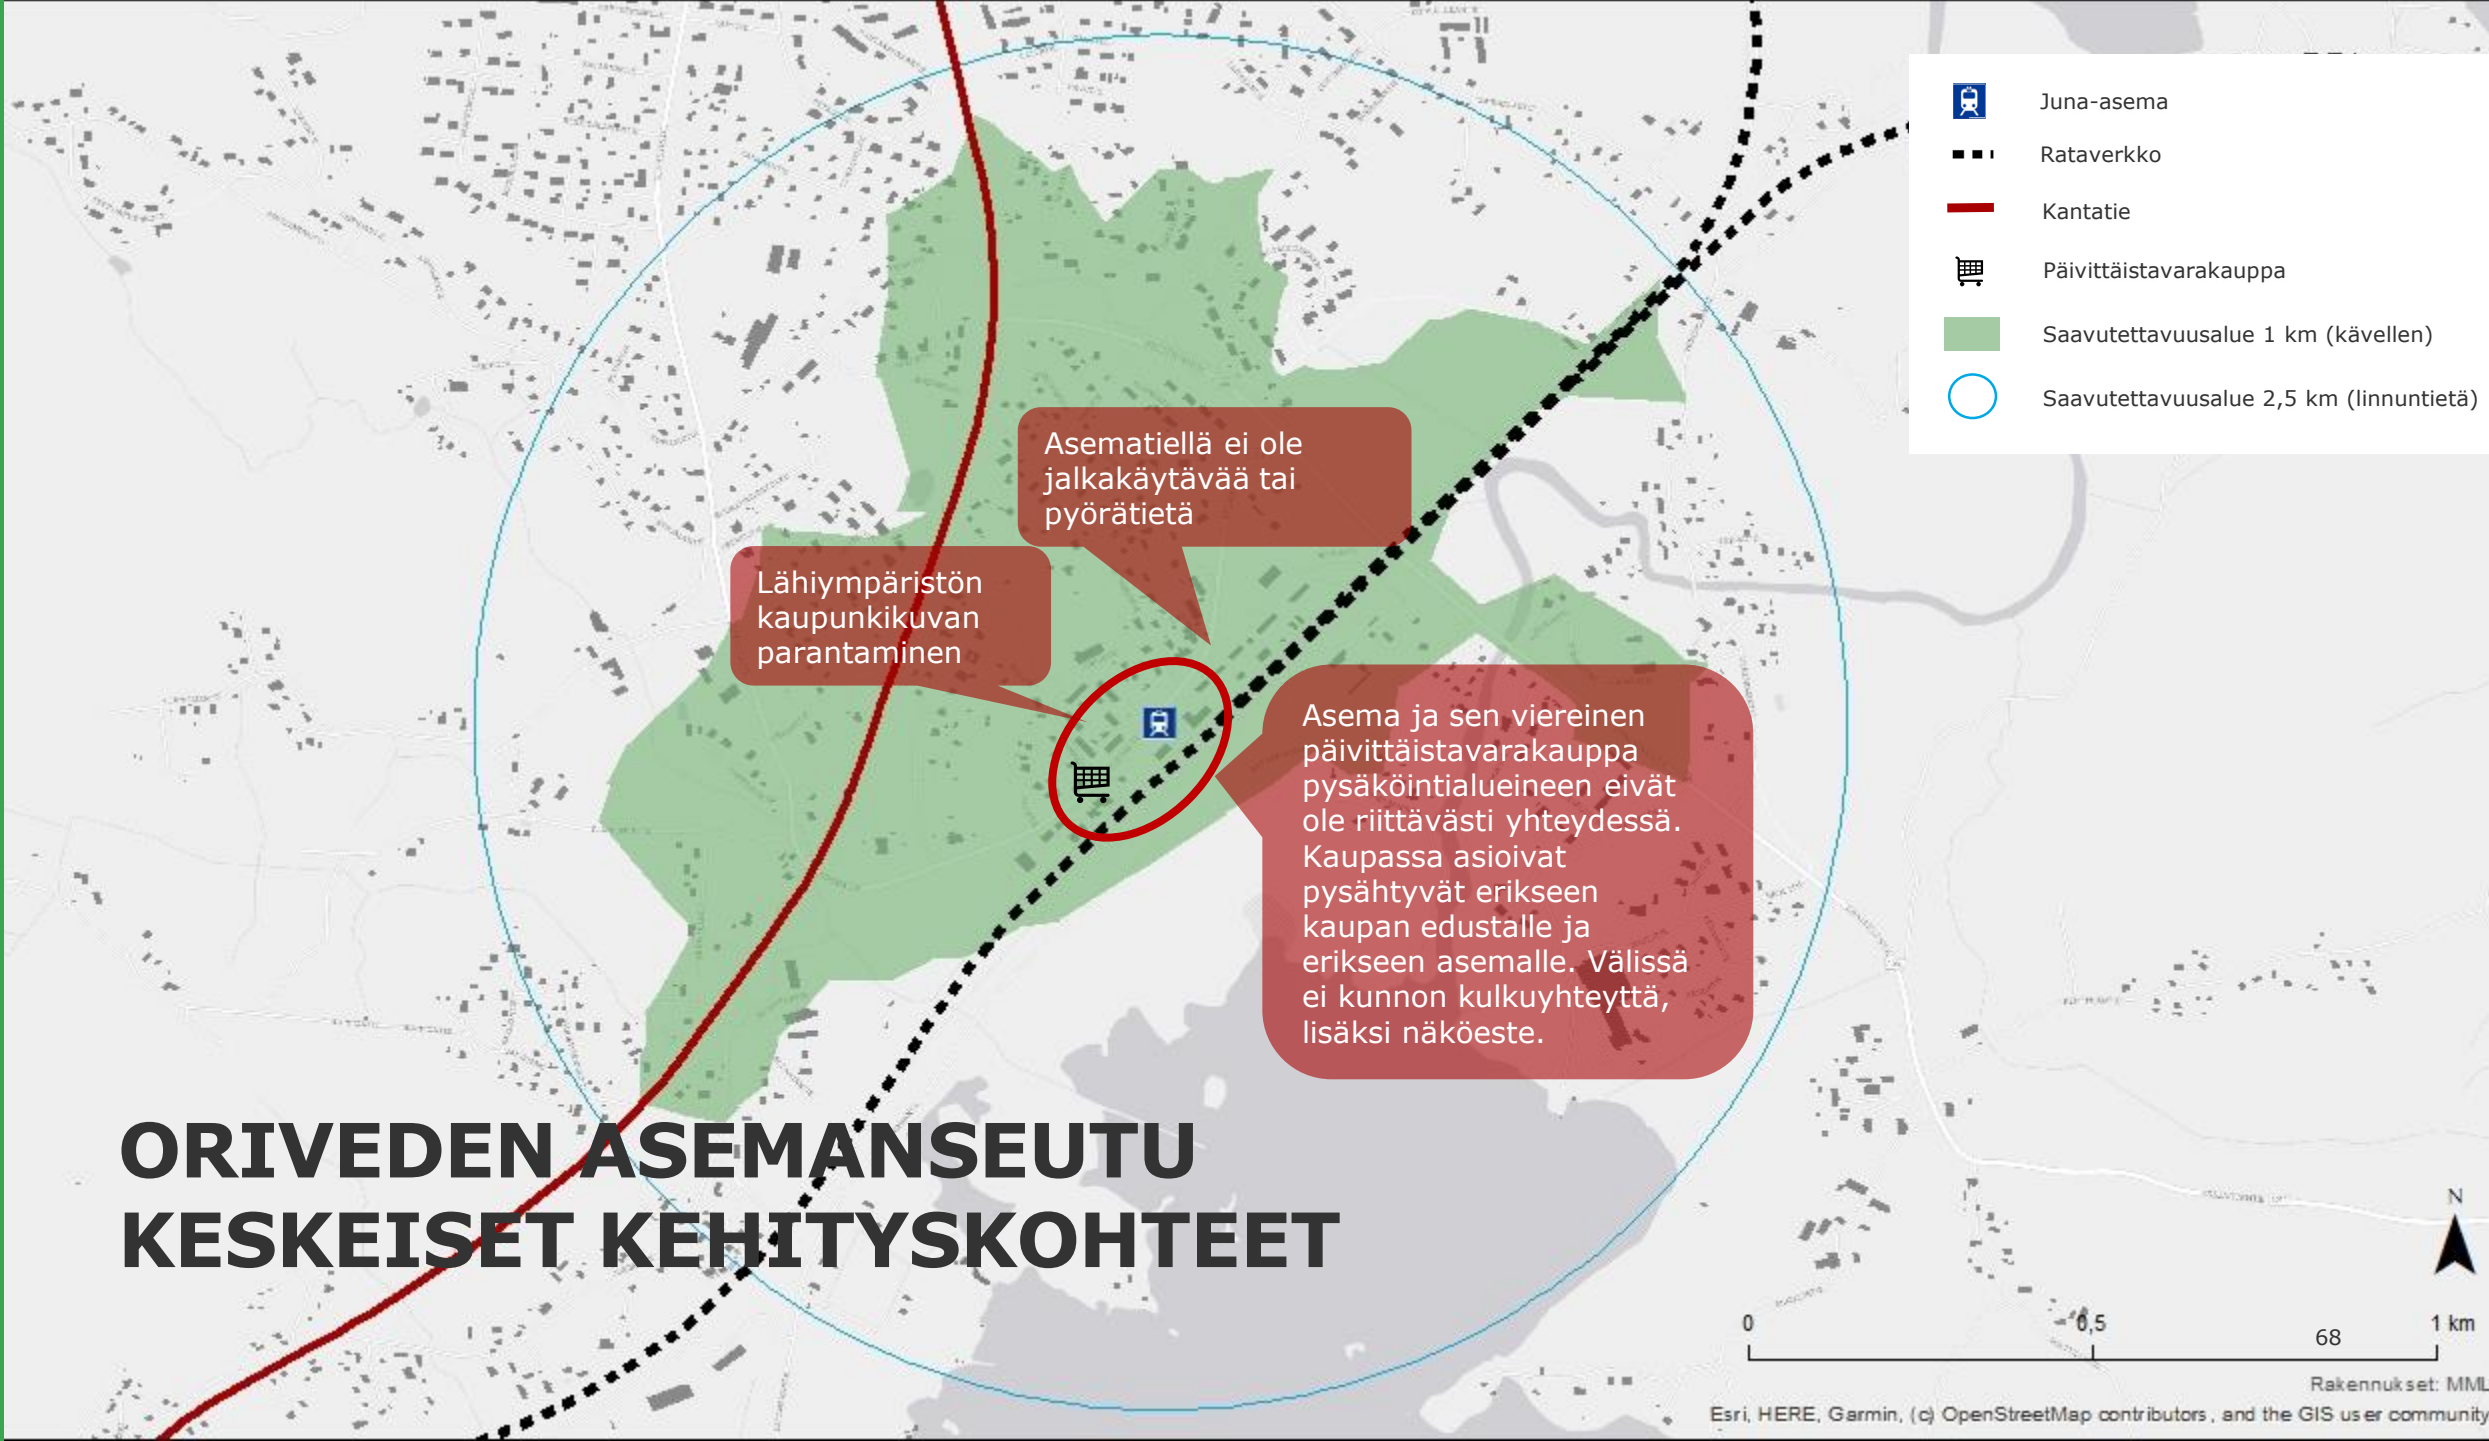 Juna-asema
Rataverkko
Kantatie
Päivittäistavarakauppa
Saavutettavuusalue 1 km (kävellen)
Saavutettavuusalue 2,5 km (linnuntietä)
Asematiellä ei ole
jalkakäytävää tai
pyörätietä
Lähiympäristön
kaupunkikuvan
parantaminen
Asema ja sen viereinen
päivittäistavarakauppa
pysäköintialueineen eivät
ole riittävästi yhteydessä.
Kaupassa asioivat
pysähtyvät erikseen
kaupan edustalle ja
erikseen asemalle. Välissä
ei kunnon kulkuyhteyttä,
lisäksi näköeste.
ORIVEDEN ASEMANSEUTU
KESKEISET KEHITYSKOHTEET
N
0 0,5 1 km
68
Rakennukset: MML
Esri, HERE, Garmin, (c) OpenStreetMap contributors, and the GIS user community